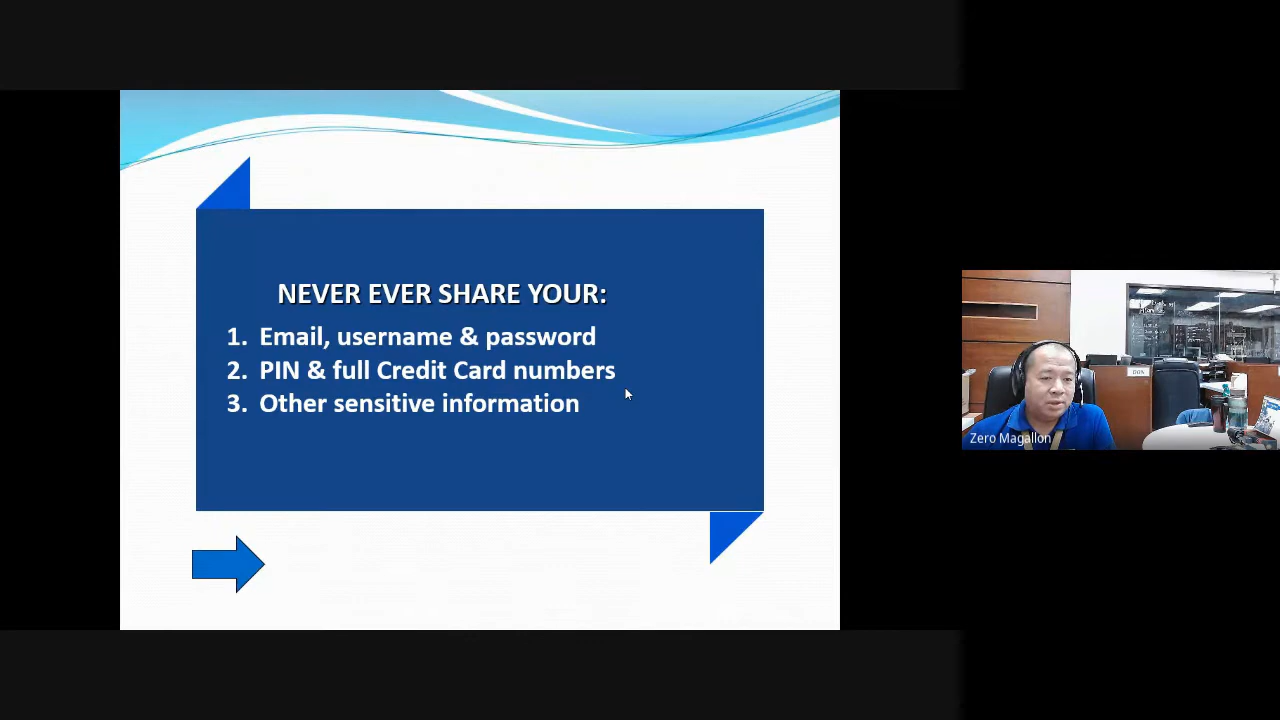 NEVER EVER SHARE YOUR:
1. Email, username & password
2. PIN & full Credit Card numbers
3. Other sensitive information
Zero Magallon